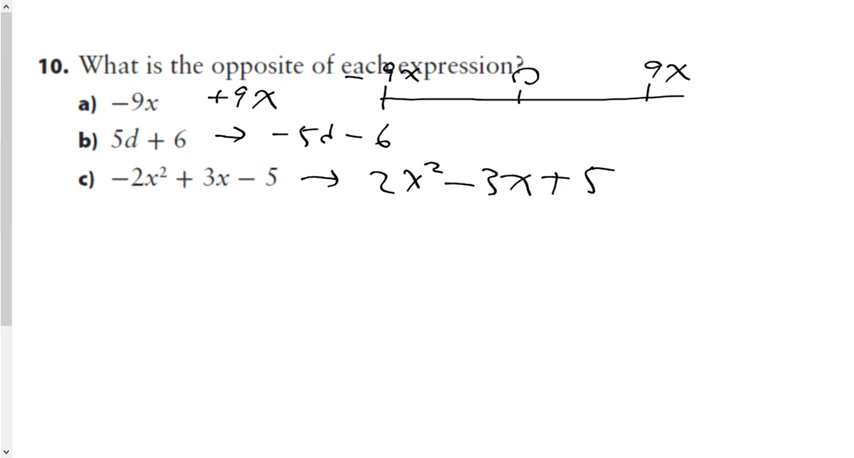 10. What is the opposite of each expression?
-9x 0 9x
a) −9x +9x
b) 5d + 6 → -5d - 6
c) −2x² + 3x − 5 → 2x² - 3x + 5